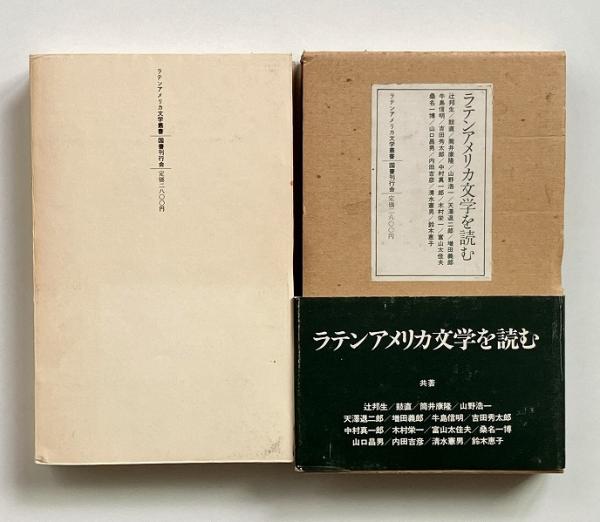 ラテンアメリカ文学叢書 国書刊行会 定価二八〇〇円
ラテンアメリカ文学を読む
辻邦生／鼓直／筒井康隆／山野浩一／天澤退二郎／増田義郎
牛島信明／吉田秀太郎／中村真一郎／木村栄一／富山太佳夫
桑名一博／山口昌男／内田吉彦／清水憲男／鈴木恵子
ラテンアメリカ文学叢書 国書刊行会 定価二八〇〇円
ラテンアメリカ文学を読む
共著
辻邦生／鼓直／筒井康隆／山野浩一
天澤退二郎／増田義郎／牛島信明／吉田秀太郎
中村真一郎／木村栄一／富山太佳夫／桑名一博
山口昌男／内田吉彦／清水憲男／鈴木恵子